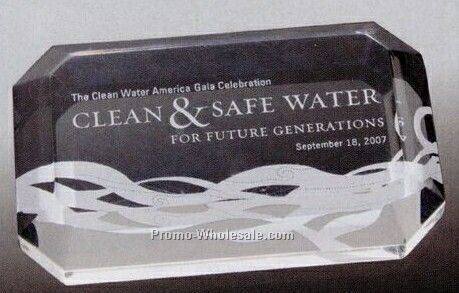 The Clean Water America Gala Celebration
CLEAN & SAFE WATER
FOR FUTURE GENERATIONS
September 18, 2007
Promo-Wholesale.com